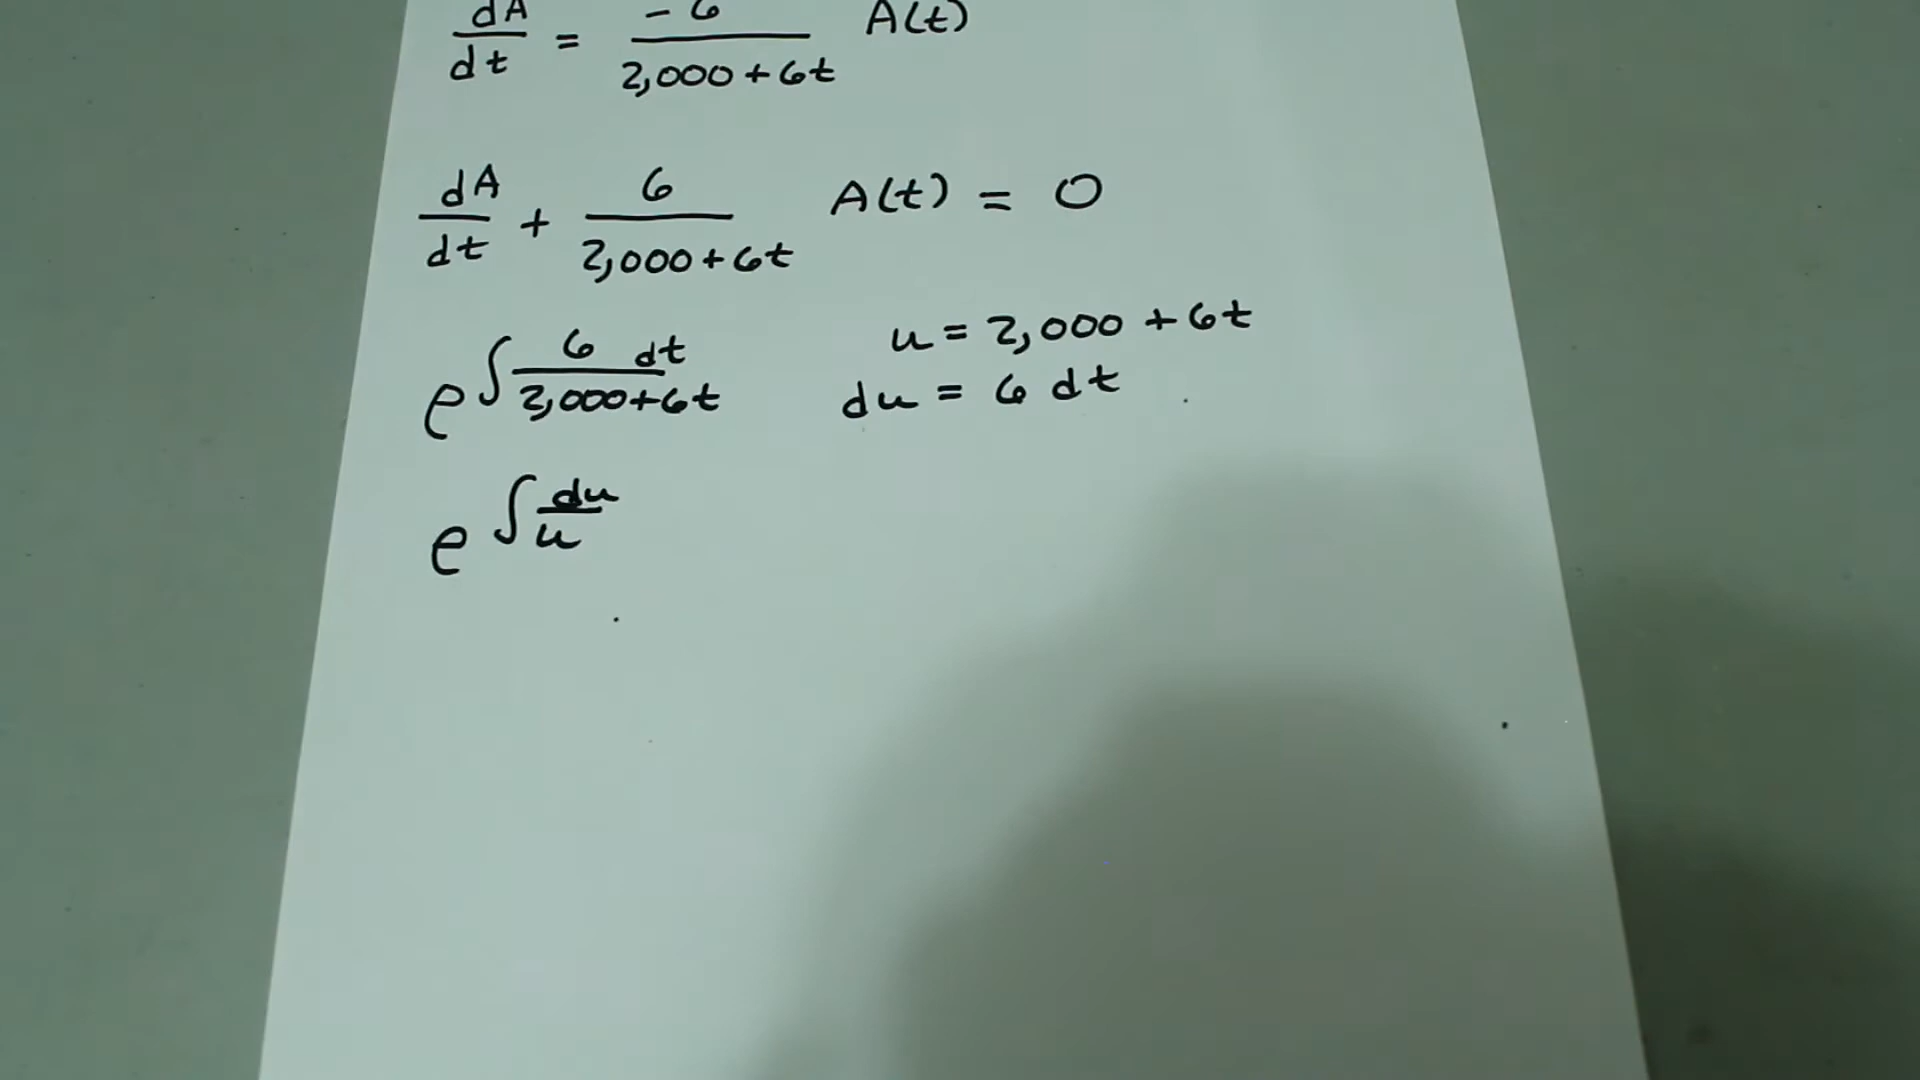 dA/dt = -6/(2,000+6t) A(t)
dA/dt + 6/(2,000+6t) A(t) = 0
e^∫ 6 dt/(2,000+6t) u = 2,000 + 6t
du = 6 dt
e^∫ du/u